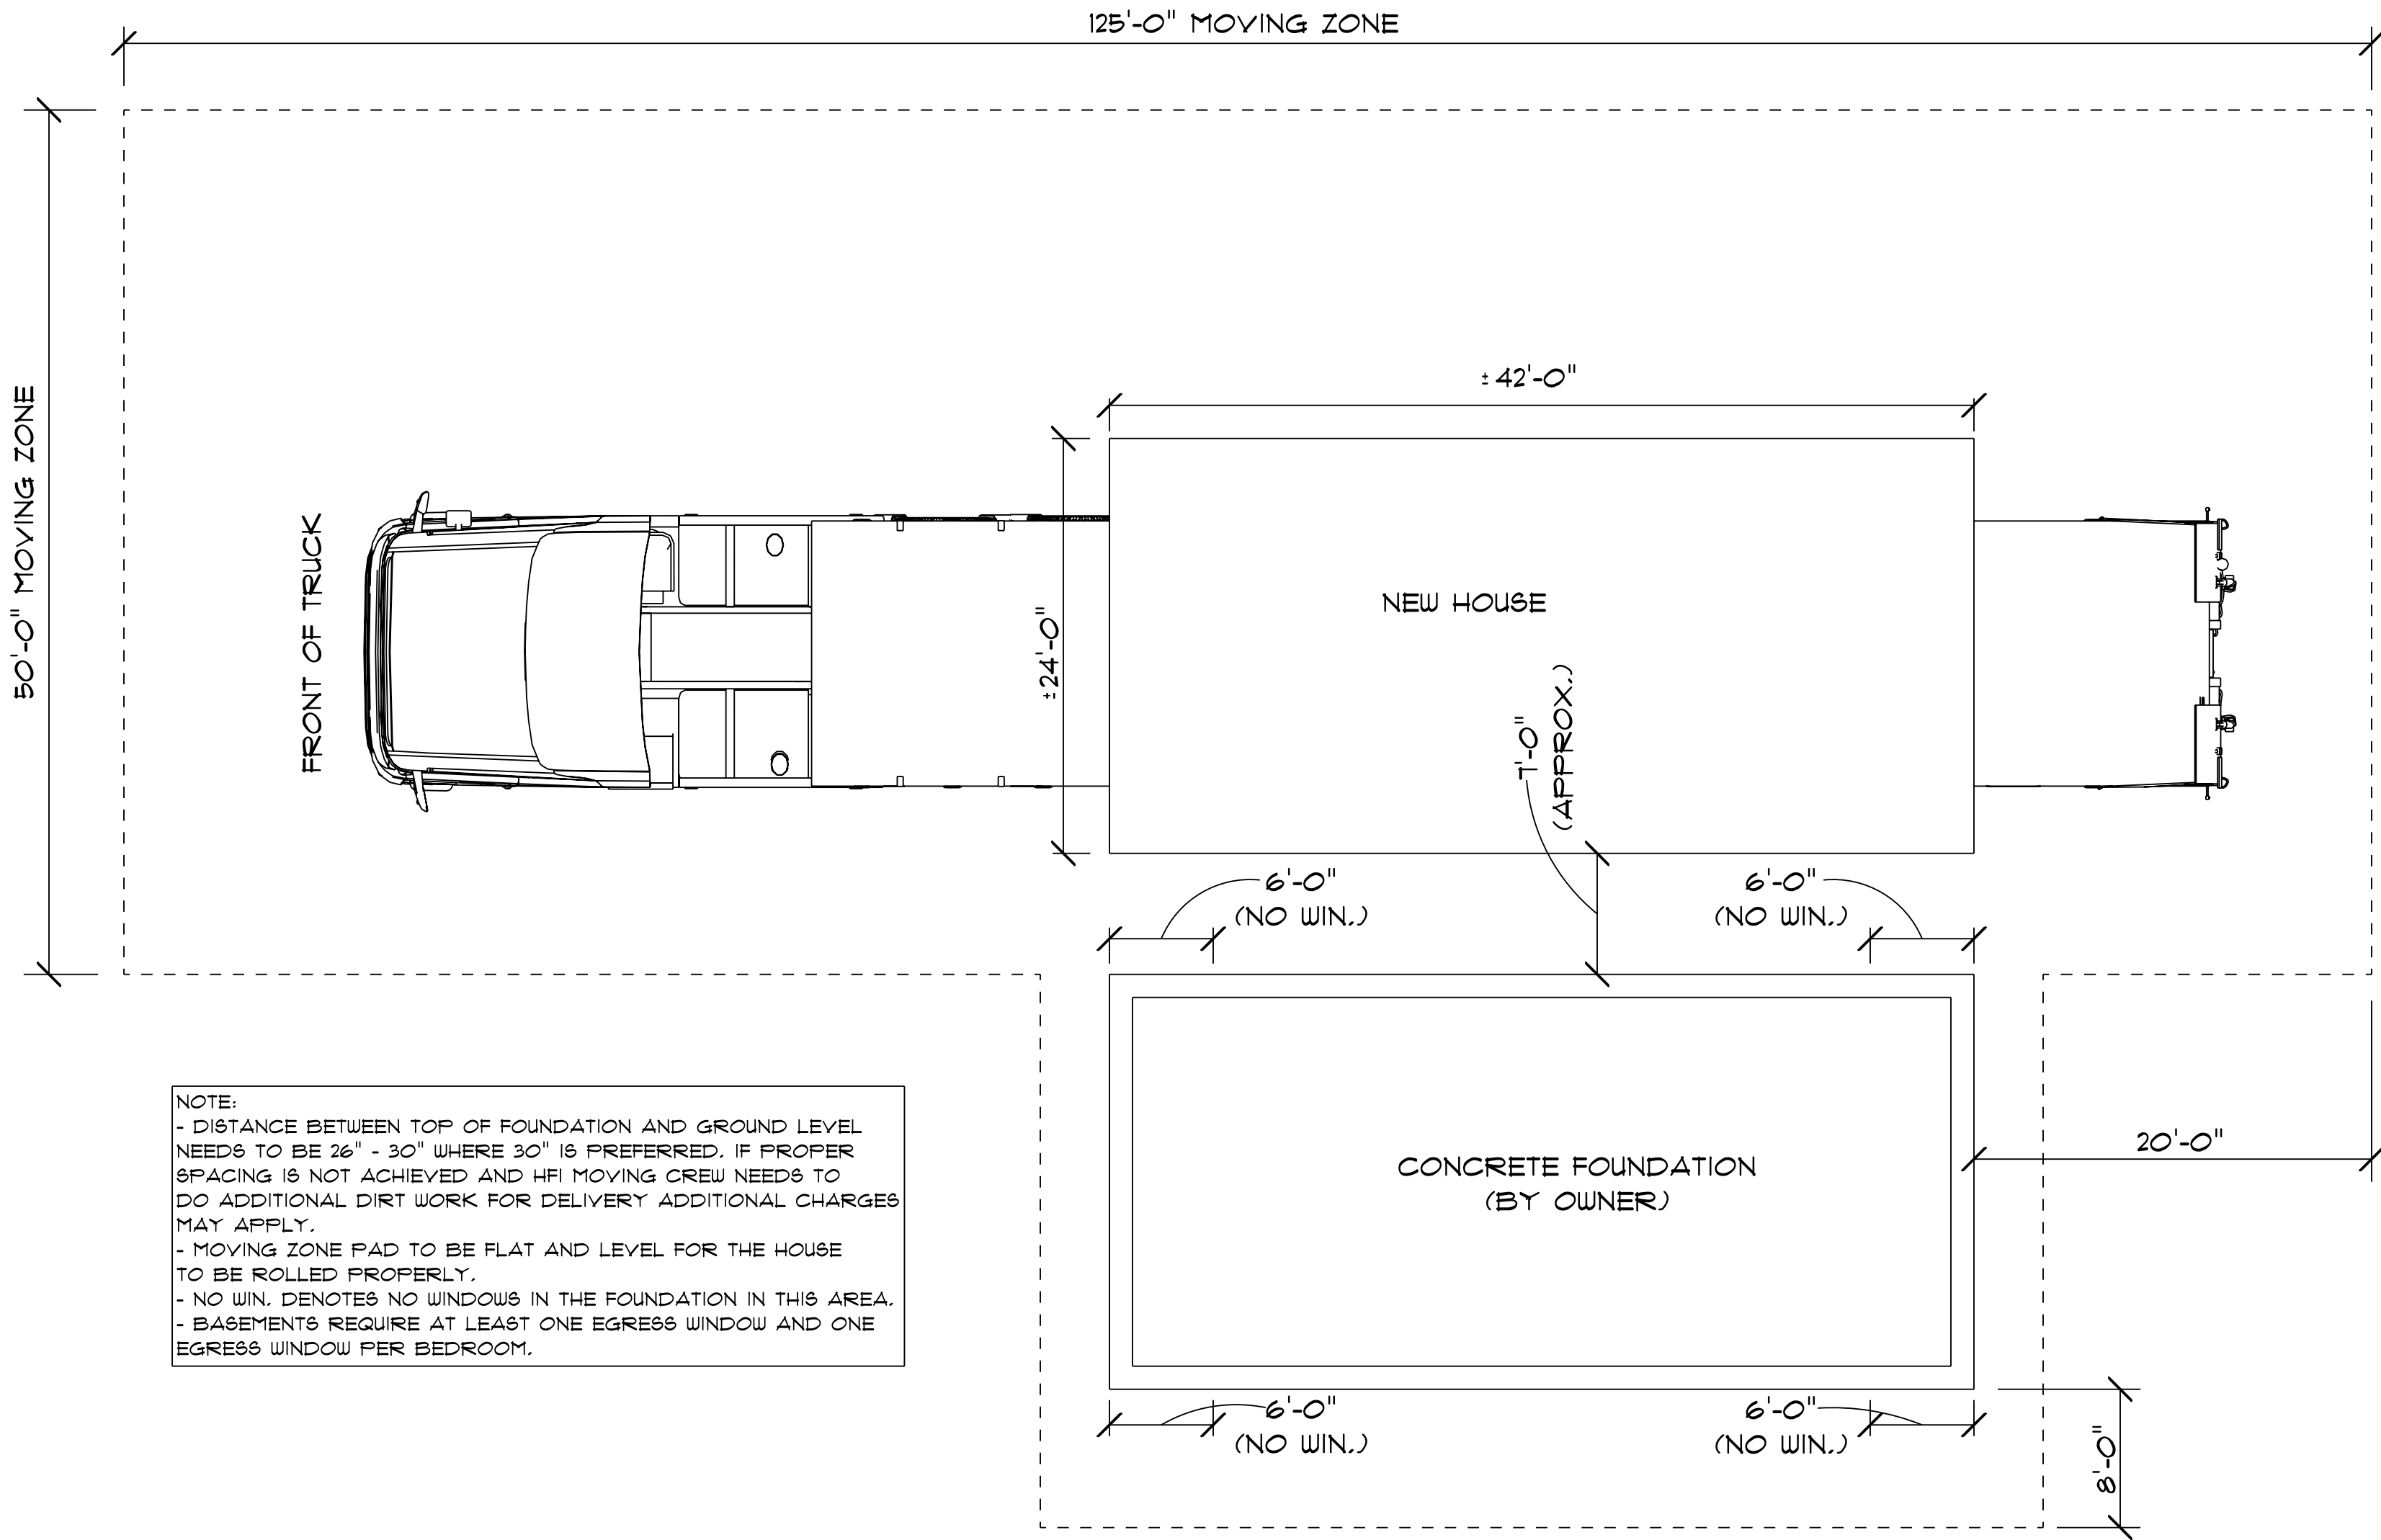 125'-0" MOVING ZONE
50'-0" MOVING ZONE
±42'-0"
FRONT OF TRUCK
±24'-0"
NEW HOUSE
7'-0"
(APPROX.)
6'-0"
(NO WIN.)
6'-0"
(NO WIN.)
NOTE:
- DISTANCE BETWEEN TOP OF FOUNDATION AND GROUND LEVEL
NEEDS TO BE 26" - 30" WHERE 30" IS PREFERRED. IF PROPER
SPACING IS NOT ACHIEVED AND HFI MOVING CREW NEEDS TO
DO ADDITIONAL DIRT WORK FOR DELIVERY ADDITIONAL CHARGES
MAY APPLY.
- MOVING ZONE PAD TO BE FLAT AND LEVEL FOR THE HOUSE
TO BE ROLLED PROPERLY.
- NO WIN. DENOTES NO WINDOWS IN THE FOUNDATION IN THIS AREA.
- BASEMENTS REQUIRE AT LEAST ONE EGRESS WINDOW AND ONE
EGRESS WINDOW PER BEDROOM.
CONCRETE FOUNDATION
(BY OWNER)
20'-0"
6'-0"
(NO WIN.)
6'-0"
(NO WIN.)
8'-0"